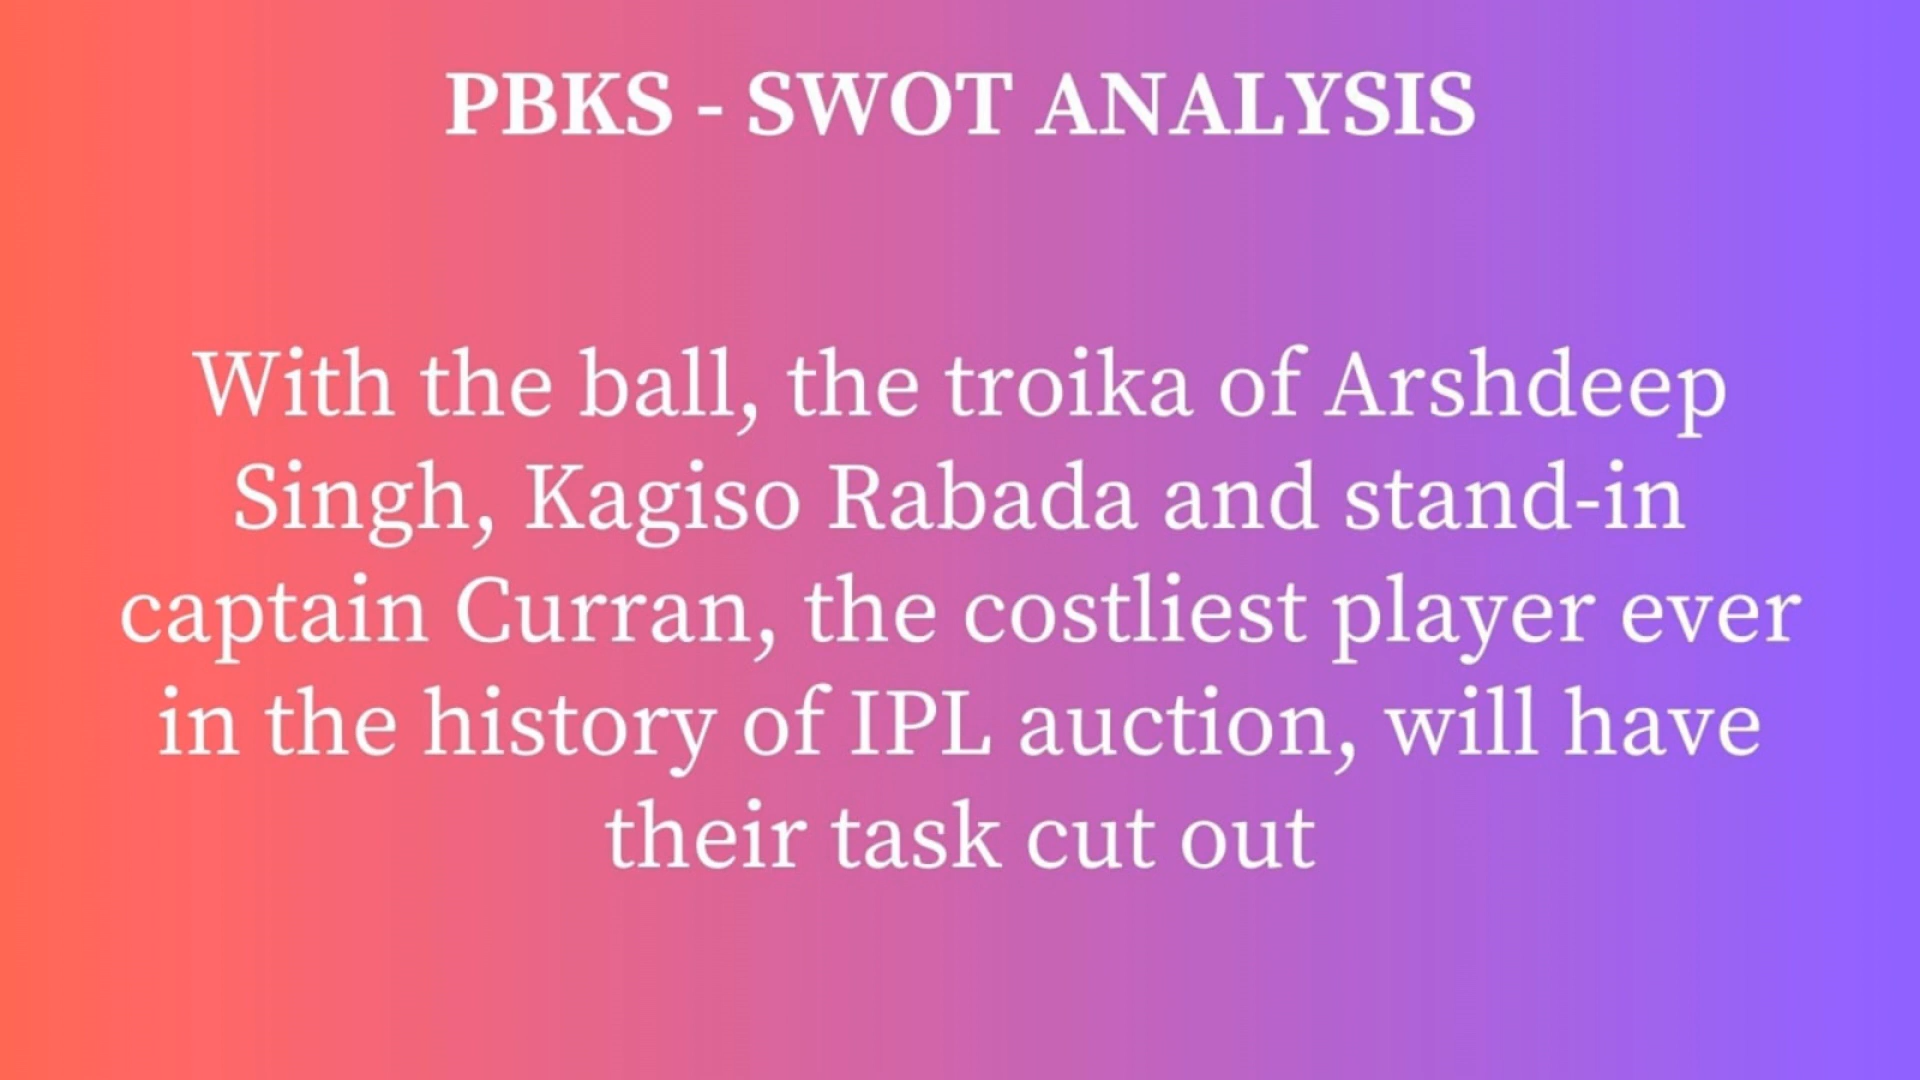 PBKS - SWOT ANALYSIS
With the ball, the troika of Arshdeep
Singh, Kagiso Rabada and stand-in
captain Curran, the costliest player ever
in the history of IPL auction, will have
their task cut out